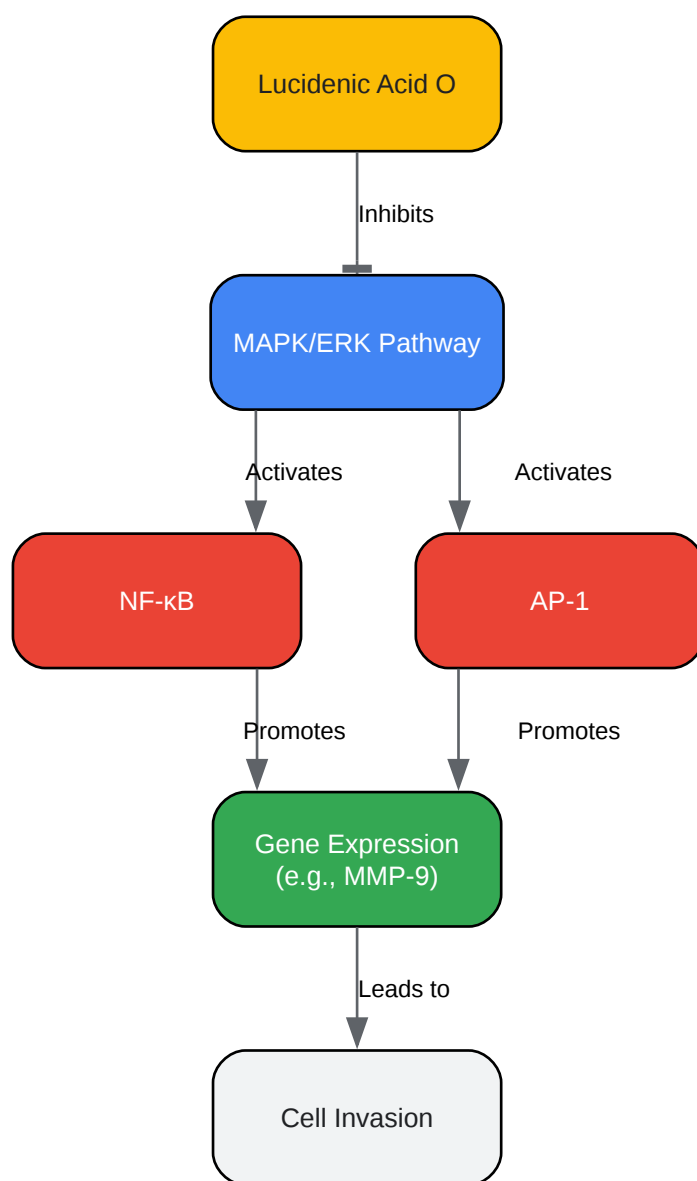 Lucidenic Acid O
Inhibits
MAPK/ERK Pathway
Activates
Activates
NF-κB
AP-1
Promotes
Promotes
Gene Expression
(e.g., MMP-9)
Leads to
Cell Invasion